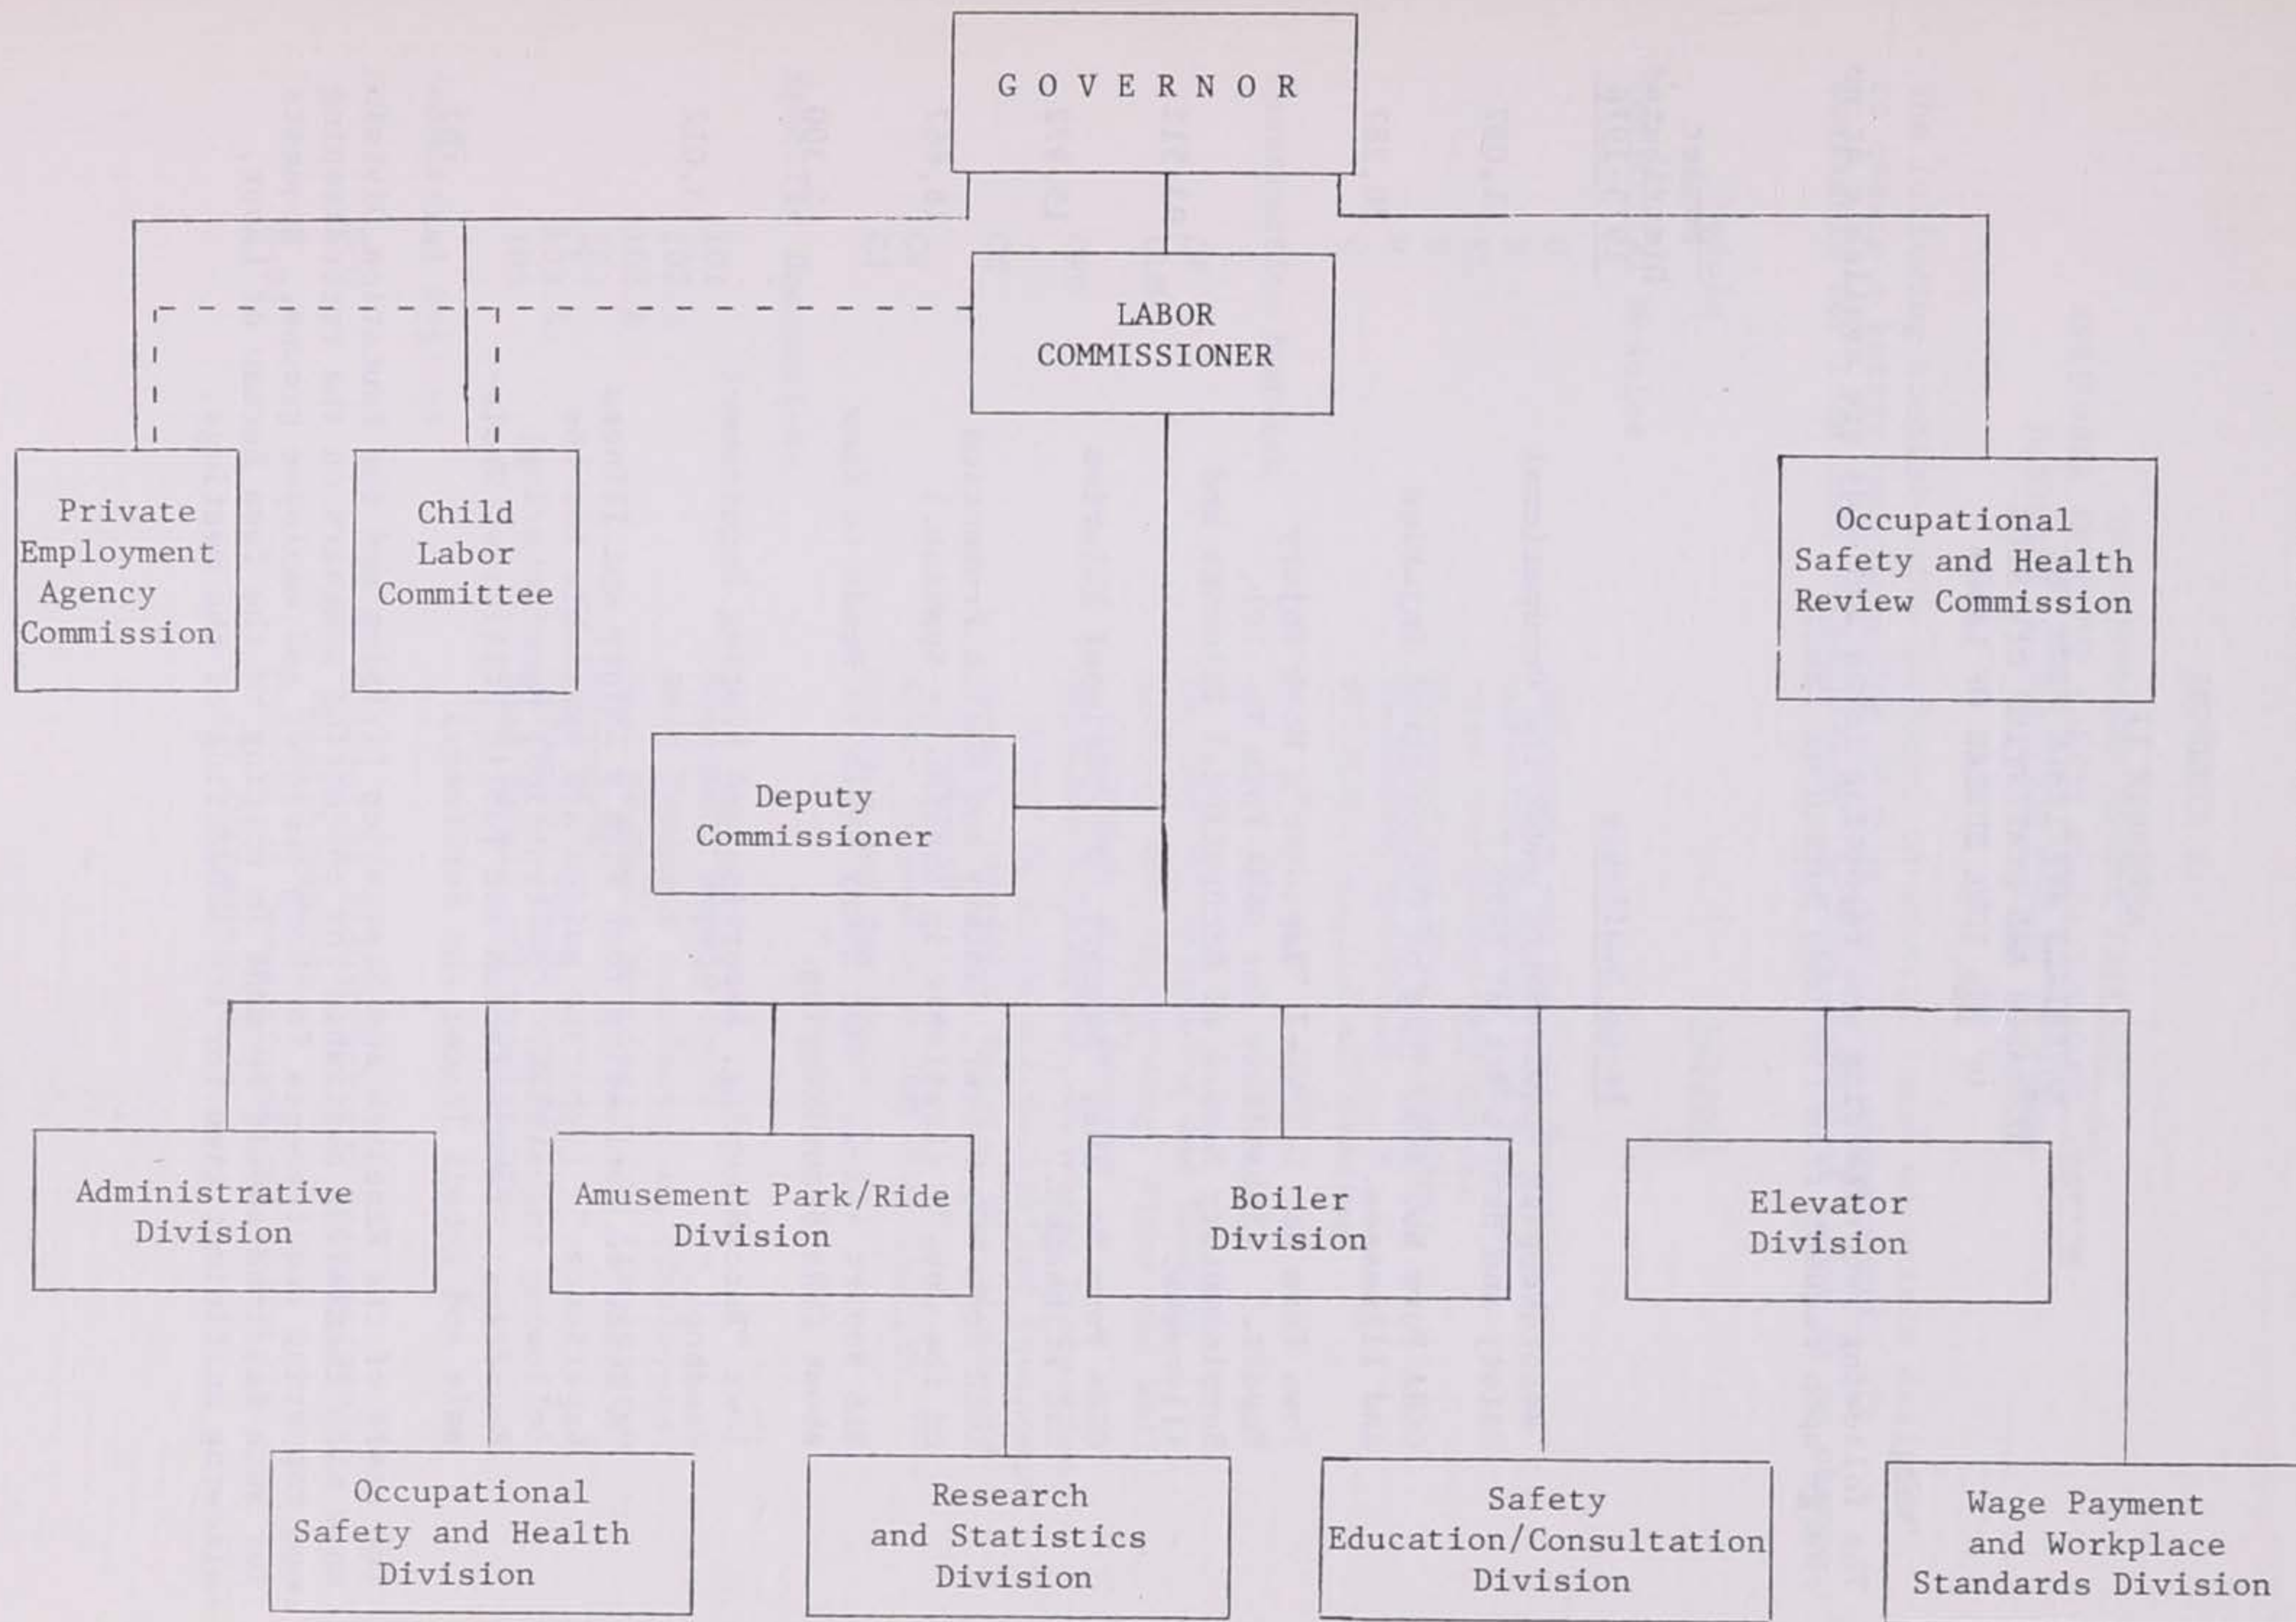 G O V E R N O R
LABOR
COMMISSIONER
Private
Employment
Agency
Commission
Child
Labor
Committee
Occupational
Safety and Health
Review Commission
Deputy
Commissioner
Administrative
Division
Amusement Park/Ride
Division
Boiler
Division
Elevator
Division
Occupational
Safety and Health
Division
Research
and Statistics
Division
Safety
Education/Consultation
Division
Wage Payment
and Workplace
Standards Division